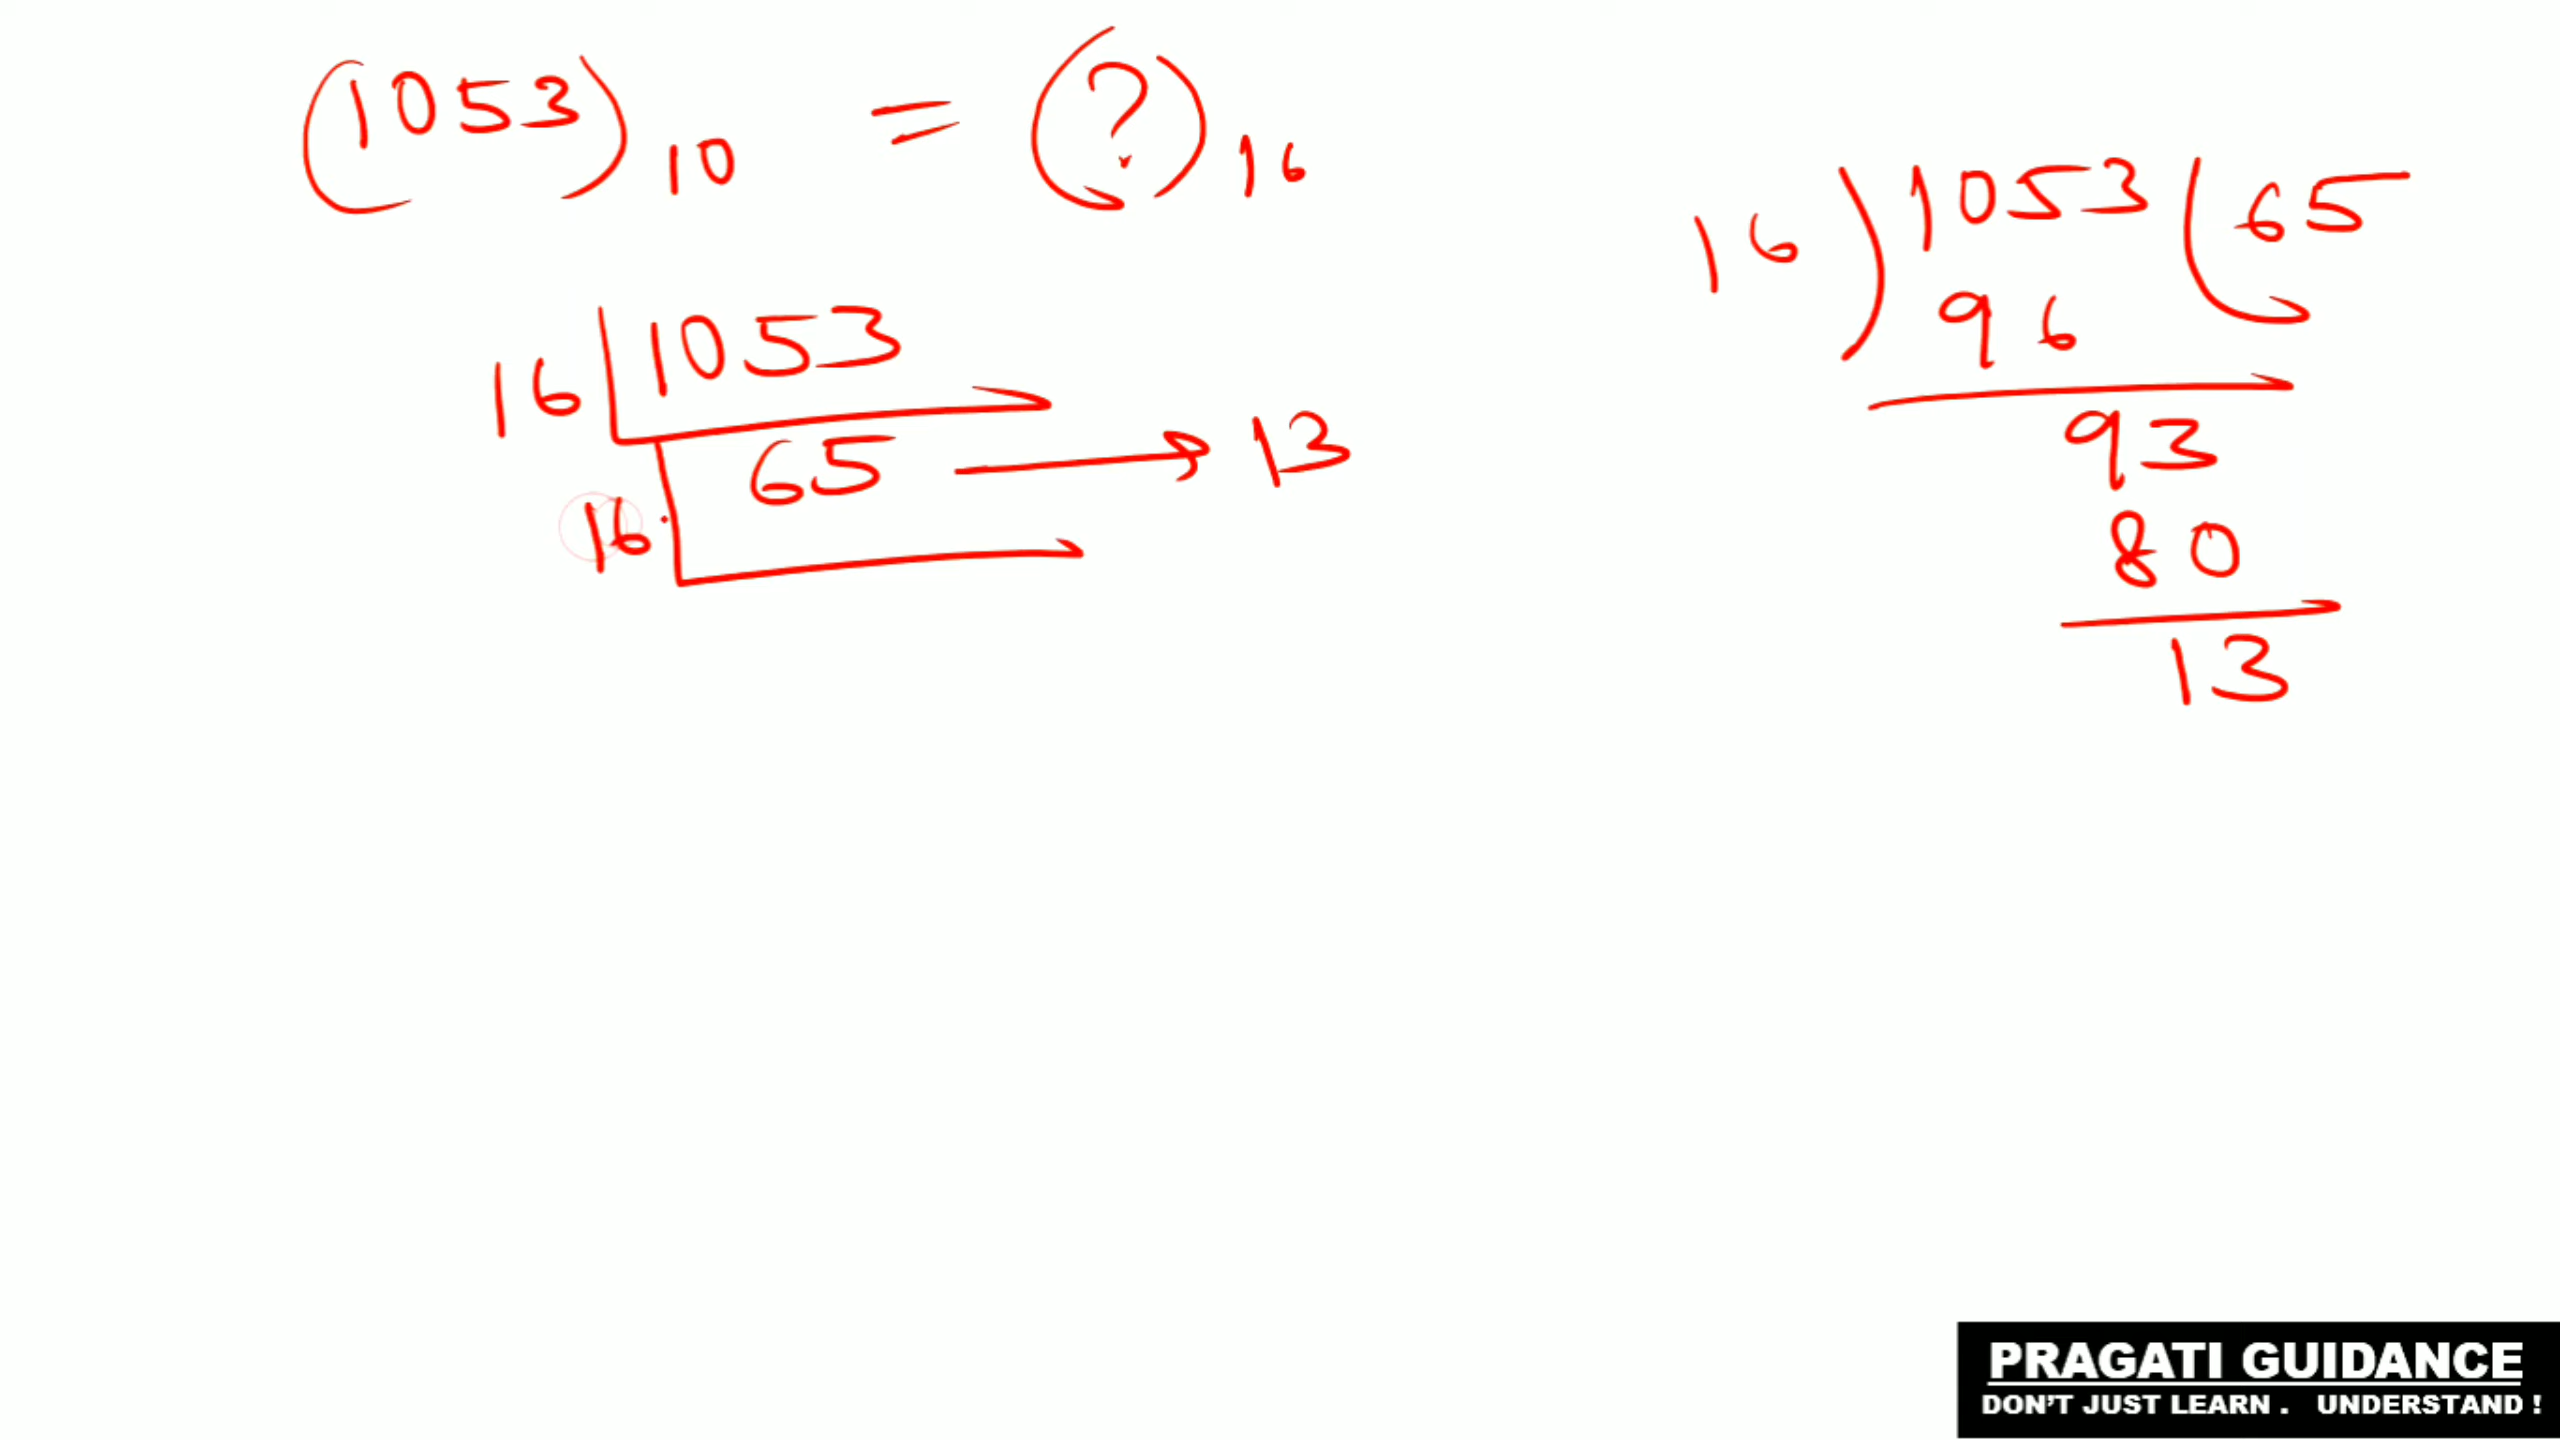 (1053)10 = (?)16
16 | 1053
16 | 65 → 13
16 ) 1053 ( 65
96
93
80
13
PRAGATI GUIDANCE
DON'T JUST LEARN . UNDERSTAND !